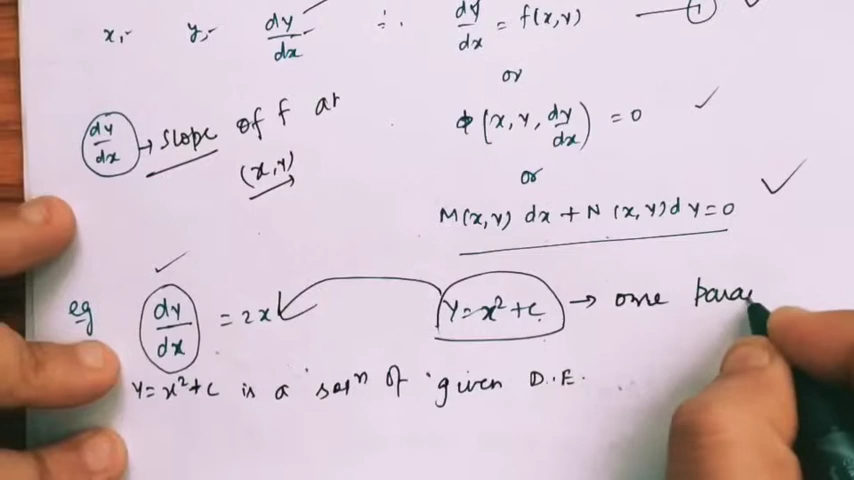 x,- y,- dy/dx ∴ dy/dx = f(x,y) — 1
or
dy/dx → slope of f at φ(x, y, dy/dx) = 0
(x,y)
or
M(x,y) dx + N (x,y) dy = 0
eg dy/dx = 2x y = x² + c → one para
y = x² + c is a solⁿ of given D.E.